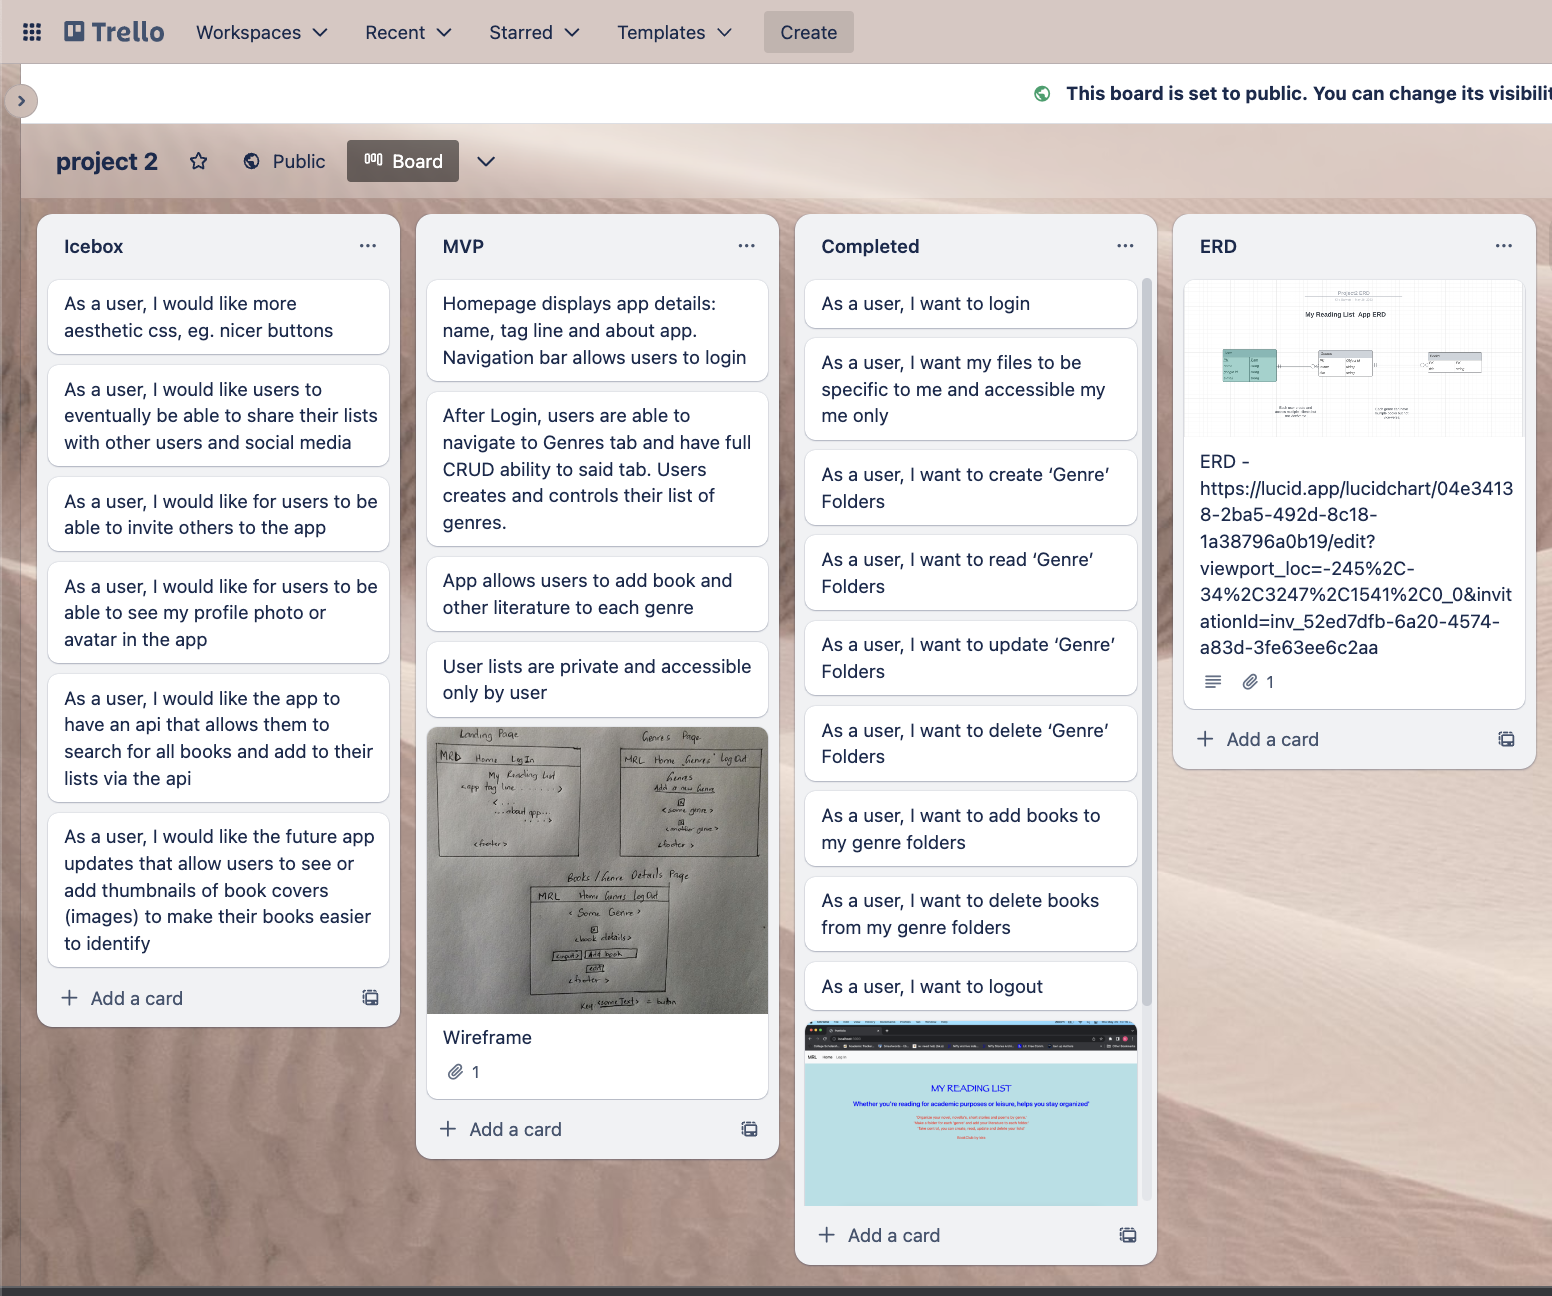 Trello
Workspaces
Recent
Starred
Templates
Create
This board is set to public. You can change its visibilit
project 2
Public
Board
Icebox
As a user, I would like more
aesthetic css, eg. nicer buttons
As a user, I would like users to
eventually be able to share their lists
with other users and social media
As a user, I would like for users to be
able to invite others to the app
As a user, I would like for users to be
able to see my profile photo or
avatar in the app
As a user, I would like the app to
have an api that allows them to
search for all books and add to their
lists via the api
As a user, I would like the future app
updates that allow users to see or
add thumbnails of book covers
(images) to make their books easier
to identify
Add a card
MVP
Homepage displays app details:
name, tag line and about app.
Navigation bar allows users to login
After Login, users are able to
navigate to Genres tab and have full
CRUD ability to said tab. Users
creates and controls their list of
genres.
App allows users to add book and
other literature to each genre
User lists are private and accessible
only by user
Landing Page
MRD Home Log In
My Reading List
<app tag line.......>
<....
...about app...
....>
<footer>
Genres Page
MRL Home Genres Log Out
Genres
Add a new Genre
<some genre>
<another genre>
<footer>
Books/Genre Details Page
MRL Home Genres Log Out
<Some Genre>
<book details>
<input> Add book
edit
<footer>
Key <someText> = button
Wireframe
1
Add a card
Completed
As a user, I want to login
As a user, I want my files to be
specific to me and accessible my
me only
As a user, I want to create ‘Genre’
Folders
As a user, I want to read ‘Genre’
Folders
As a user, I want to update ‘Genre’
Folders
As a user, I want to delete ‘Genre’
Folders
As a user, I want to add books to
my genre folders
As a user, I want to delete books
from my genre folders
As a user, I want to logout
MRL Home Log In
MY READING LIST
Whether you're reading for academic purposes or leisure, helps you stay organized"
Add a card
ERD
Project2 ERD
My Reading List App ERD
ERD -
https://lucid.app/lucidchart/04e3413
8-2ba5-492d-8c18-
1a38796a0b19/edit?
viewport_loc=-245%2C-
34%2C3247%2C1541%2C0_0&invit
ationId=inv_52ed7dfb-6a20-4574-
a83d-3fe63ee6c2aa
1
Add a card